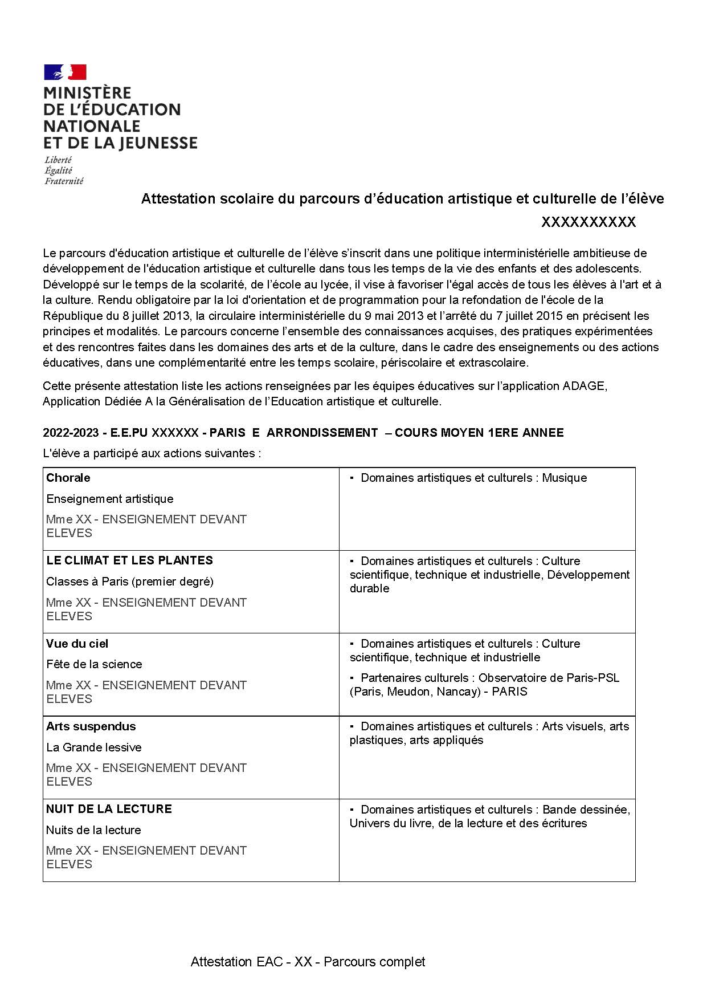 MINISTÈRE
DE L'ÉDUCATION
NATIONALE
ET DE LA JEUNESSE
Liberté
Égalité
Fraternité
Attestation scolaire du parcours d’éducation artistique et culturelle de l’élève
XXXXXXXXXX
Le parcours d'éducation artistique et culturelle de l’élève s’inscrit dans une politique interministérielle ambitieuse de
développement de l'éducation artistique et culturelle dans tous les temps de la vie des enfants et des adolescents.
Développé sur le temps de la scolarité, de l’école au lycée, il vise à favoriser l'égal accès de tous les élèves à l'art et à
la culture. Rendu obligatoire par la loi d'orientation et de programmation pour la refondation de l'école de la
République du 8 juillet 2013, la circulaire interministérielle du 9 mai 2013 et l’arrêté du 7 juillet 2015 en précisent les
principes et modalités. Le parcours concerne l’ensemble des connaissances acquises, des pratiques expérimentées
et des rencontres faites dans les domaines des arts et de la culture, dans le cadre des enseignements ou des actions
éducatives, dans une complémentarité entre les temps scolaire, périscolaire et extrascolaire.
Cette présente attestation liste les actions renseignées par les équipes éducatives sur l’application ADAGE,
Application Dédiée A la Généralisation de l’Education artistique et culturelle.
2022-2023 - E.E.PU XXXXXX - PARIS E ARRONDISSEMENT – COURS MOYEN 1ERE ANNEE
L'élève a participé aux actions suivantes :
Chorale
Enseignement artistique
Mme XX - ENSEIGNEMENT DEVANT
ELEVES
▪ Domaines artistiques et culturels : Musique
LE CLIMAT ET LES PLANTES
Classes à Paris (premier degré)
Mme XX - ENSEIGNEMENT DEVANT
ELEVES
▪ Domaines artistiques et culturels : Culture
scientifique, technique et industrielle, Développement
durable
Vue du ciel
Fête de la science
Mme XX - ENSEIGNEMENT DEVANT
ELEVES
▪ Domaines artistiques et culturels : Culture
scientifique, technique et industrielle
▪ Partenaires culturels : Observatoire de Paris-PSL
(Paris, Meudon, Nancay) - PARIS
Arts suspendus
La Grande lessive
Mme XX - ENSEIGNEMENT DEVANT
ELEVES
▪ Domaines artistiques et culturels : Arts visuels, arts
plastiques, arts appliqués
NUIT DE LA LECTURE
Nuits de la lecture
Mme XX - ENSEIGNEMENT DEVANT
ELEVES
▪ Domaines artistiques et culturels : Bande dessinée,
Univers du livre, de la lecture et des écritures
Attestation EAC - XX - Parcours complet